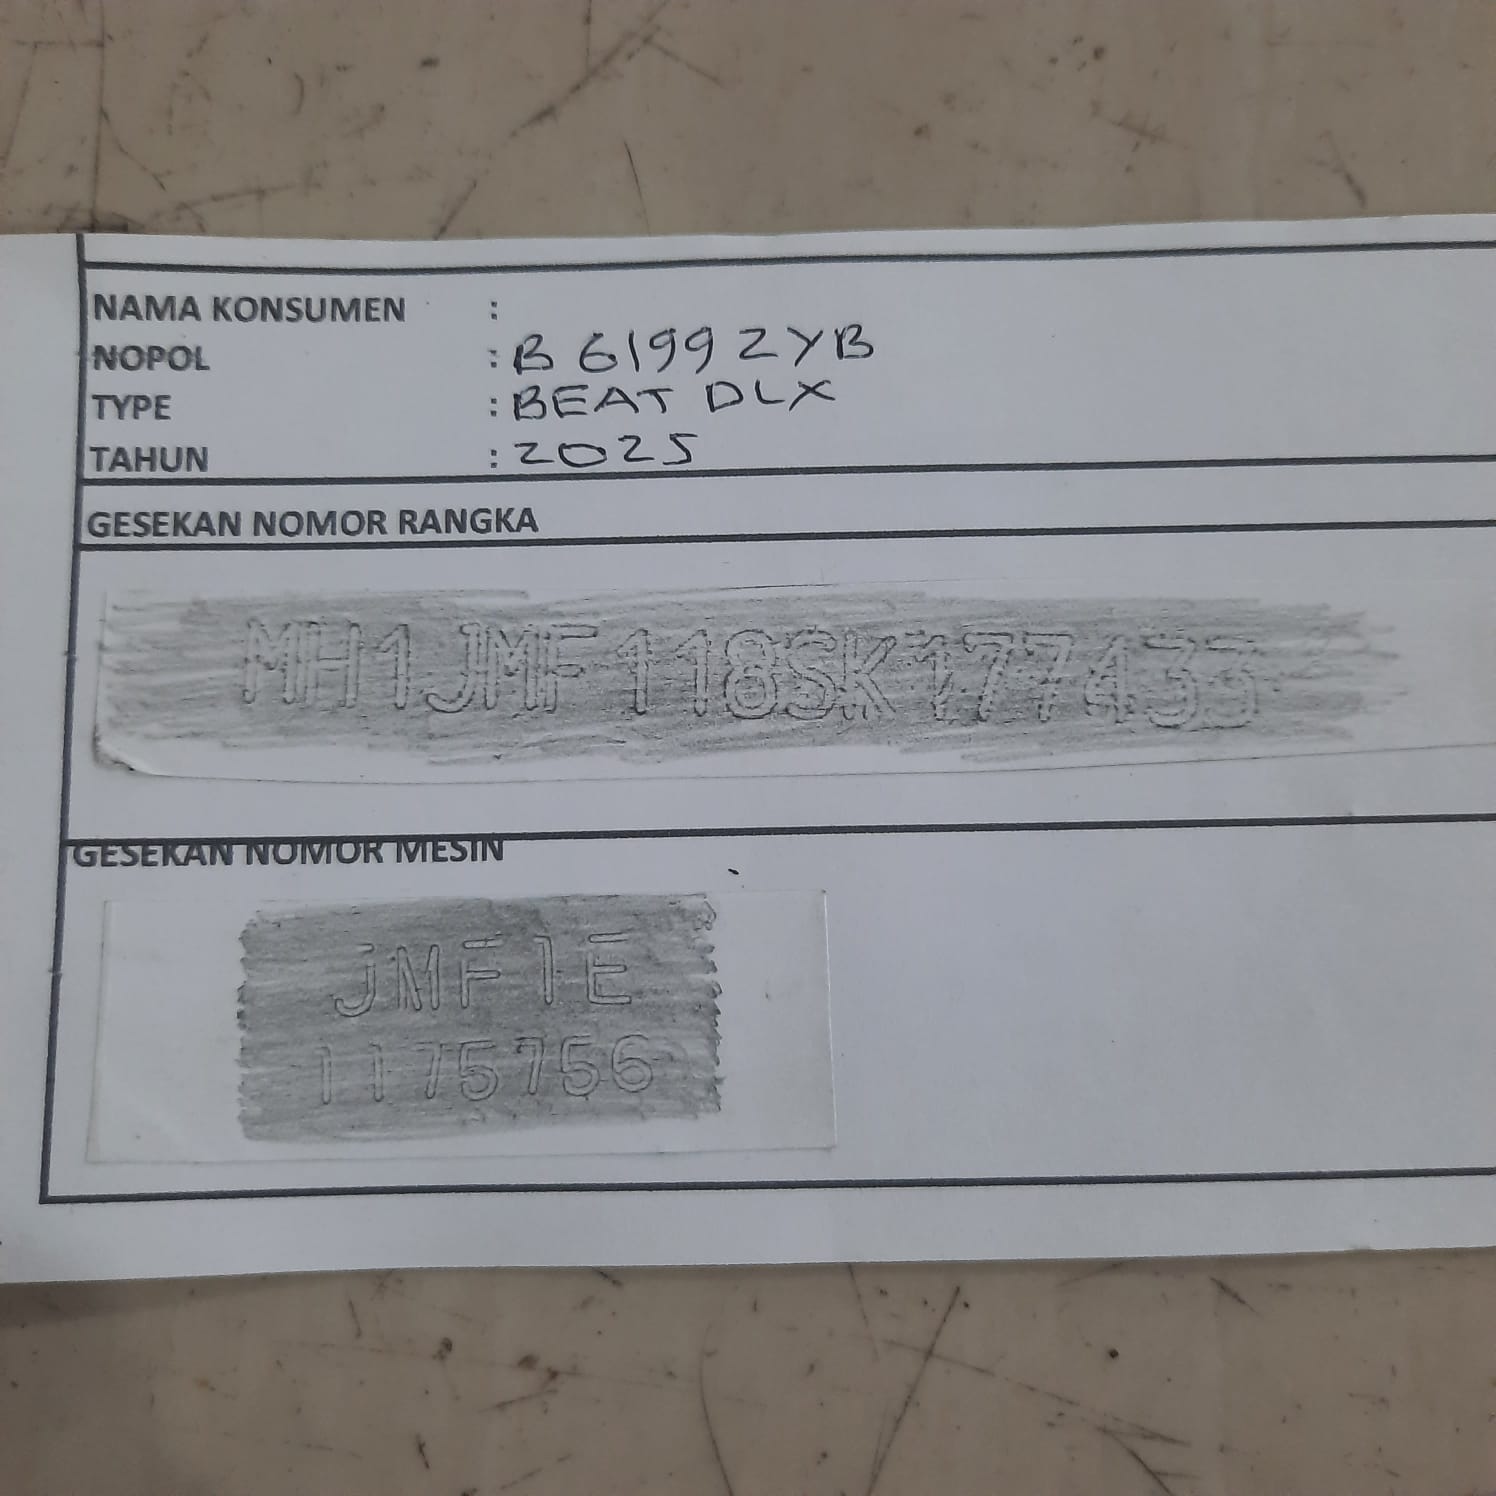 NAMA KONSUMEN :
NOPOL : B 6199 ZYB
TYPE : BEAT DLX
TAHUN : 2025
GESEKAN NOMOR RANGKA
MH1JMF118SK177433
GESEKAN NOMOR MESIN
JMF1E
1175756